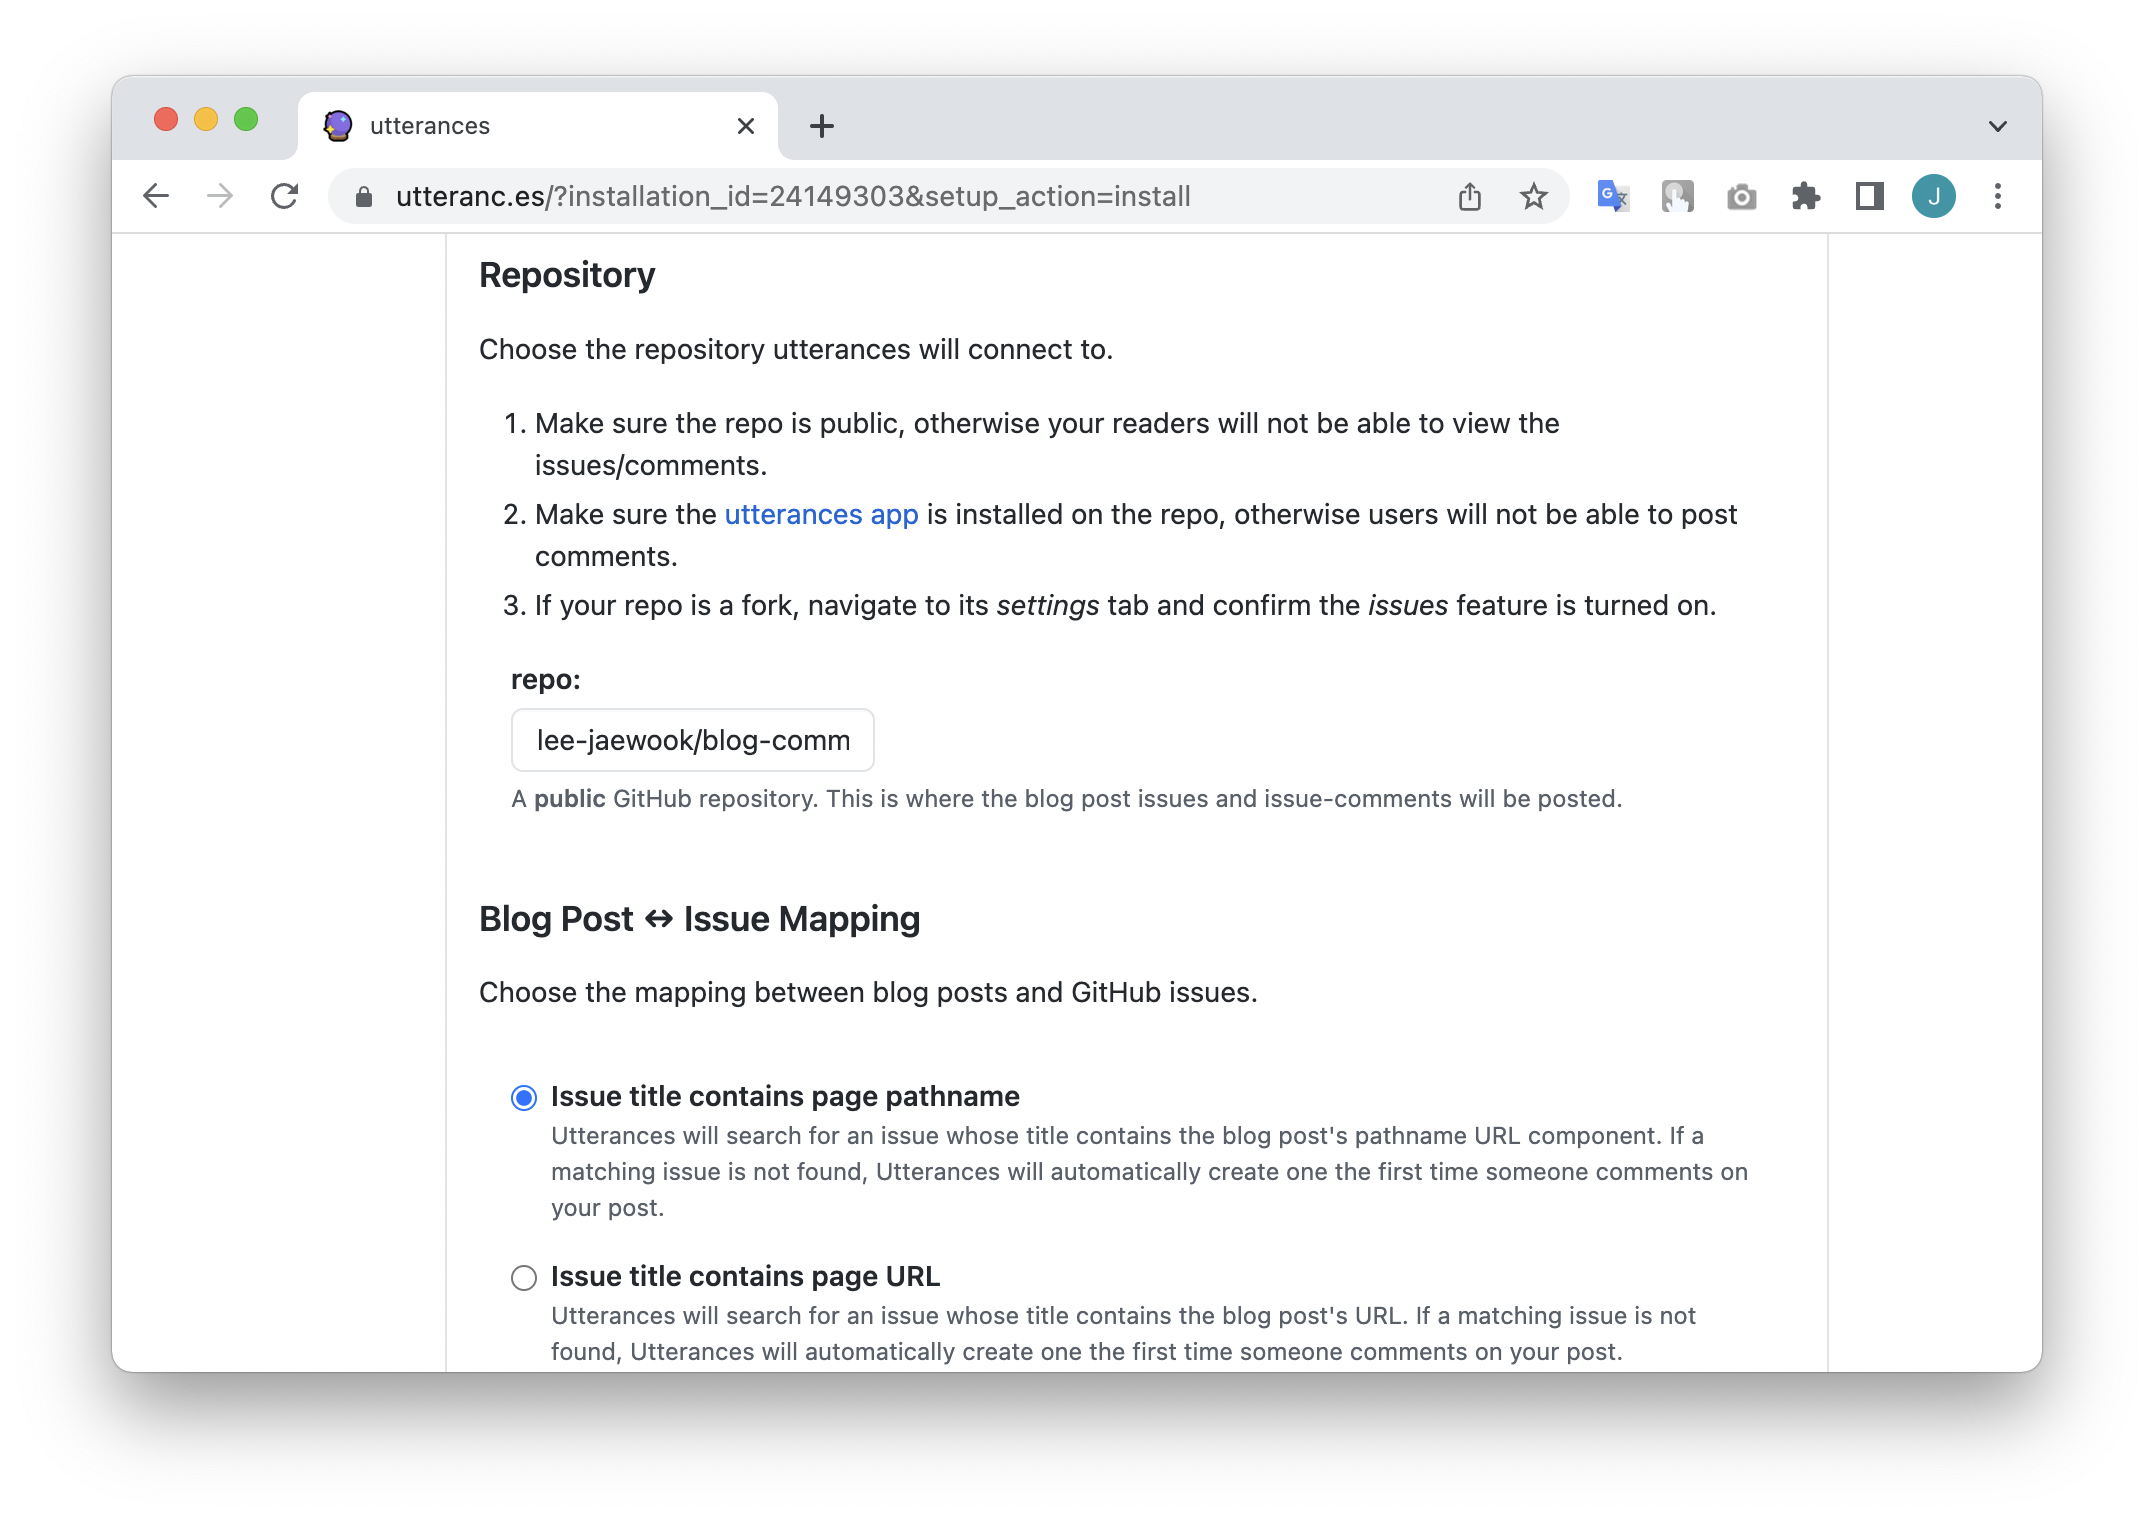 utterances
utteranc.es/?installation_id=24149303&setup_action=install
J
Repository
Choose the repository utterances will connect to.
1. Make sure the repo is public, otherwise your readers will not be able to view the
issues/comments.
2. Make sure the utterances app is installed on the repo, otherwise users will not be able to post
comments.
3. If your repo is a fork, navigate to its settings tab and confirm the issues feature is turned on.
repo:
lee-jaewook/blog-comm
A public GitHub repository. This is where the blog post issues and issue-comments will be posted.
Blog Post ↔ Issue Mapping
Choose the mapping between blog posts and GitHub issues.
Issue title contains page pathname
Utterances will search for an issue whose title contains the blog post's pathname URL component. If a
matching issue is not found, Utterances will automatically create one the first time someone comments on
your post.
Issue title contains page URL
Utterances will search for an issue whose title contains the blog post's URL. If a matching issue is not
found, Utterances will automatically create one the first time someone comments on your post.